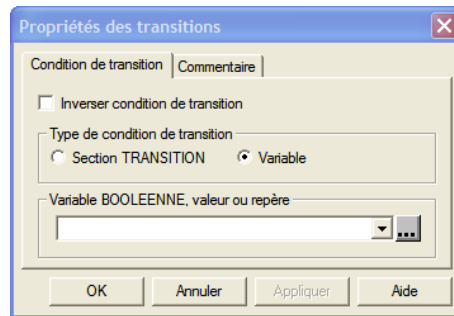 Propriétés des transitions
Condition de transition Commentaire
Inverser condition de transition
Type de condition de transition
Section TRANSITION Variable
Variable BOOLEENNE, valeur ou repère
...
OK Annuler Appliquer Aide